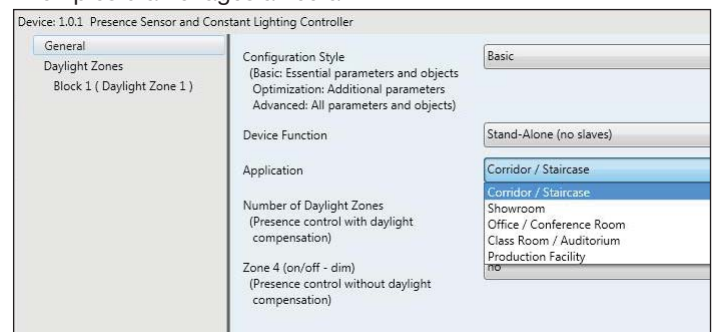 Device: 1.0.1 Presence Sensor and Constant Lighting Controller
General
Daylight Zones
Block 1 ( Daylight Zone 1 )
Configuration Style
(Basic: Essential parameters and objects
Optimization: Additional parameters
Advanced: All parameters and objects)
Basic
Device Function
Stand-Alone (no slaves)
Application
Corridor / Staircase
Corridor / Staircase
Showroom
Office / Conference Room
Class Room / Auditorium
Production Facility
Number of Daylight Zones
(Presence control with daylight
compensation)
Zone 4 (on/off - dim)
(Presence control without daylight
compensation)
no